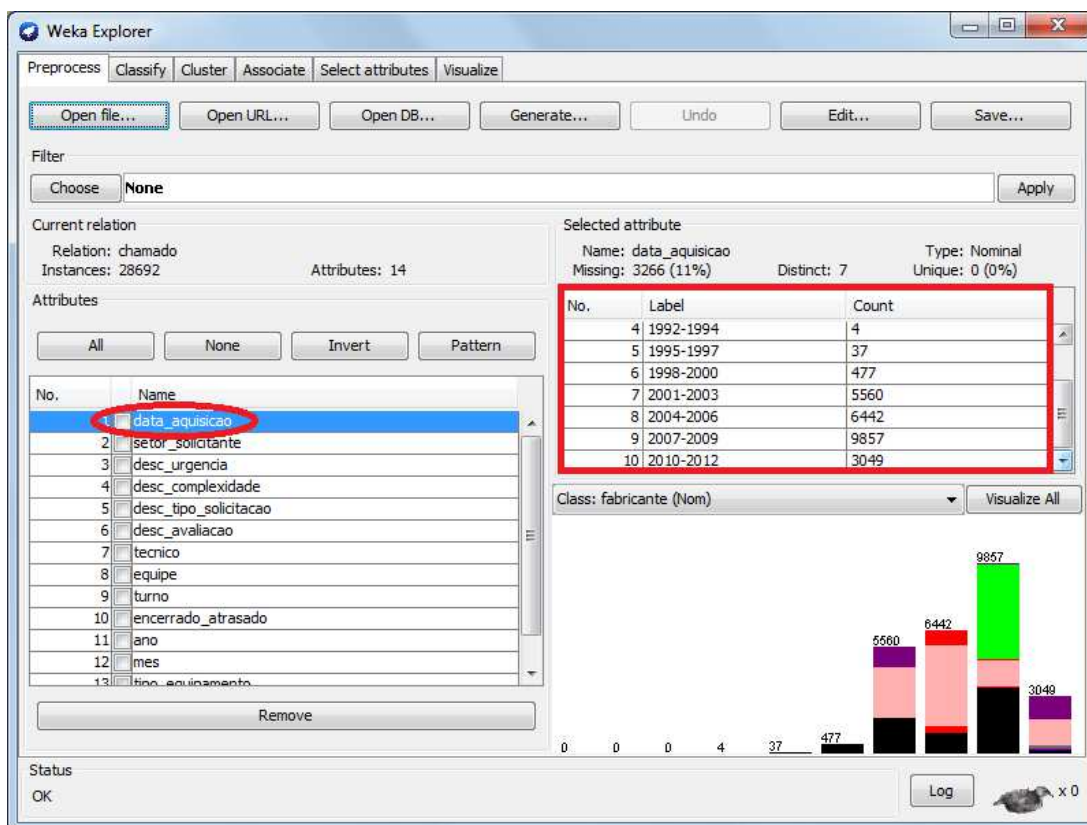 Weka Explorer
Preprocess Classify Cluster Associate Select attributes Visualize
Open file... Open URL... Open DB... Generate... Undo Edit... Save...
Filter
Choose None Apply
Current relation
Relation: chamado
Instances: 28692 Attributes: 14
Selected attribute
Name: data_aquisicao Type: Nominal
Missing: 3266 (11%) Distinct: 7 Unique: 0 (0%)
Attributes
All None Invert Pattern
No. Name
1 data_aquisicao
2 setor_solicitante
3 desc_urgencia
4 desc_complexidade
5 desc_tipo_solicitacao
6 desc_avaliacao
7 tecnico
8 equipe
9 turno
10 encerrado_atrasado
11 ano
12 mes
13 tipo_equipamento
Remove
No. Label Count
4 1992-1994 4
5 1995-1997 37
6 1998-2000 477
7 2001-2003 5560
8 2004-2006 6442
9 2007-2009 9857
10 2010-2012 3049
Class: fabricante (Nom) Visualize All
0 0 0 4 37 477 5560 6442 9857 3049
Status
OK
Log x 0